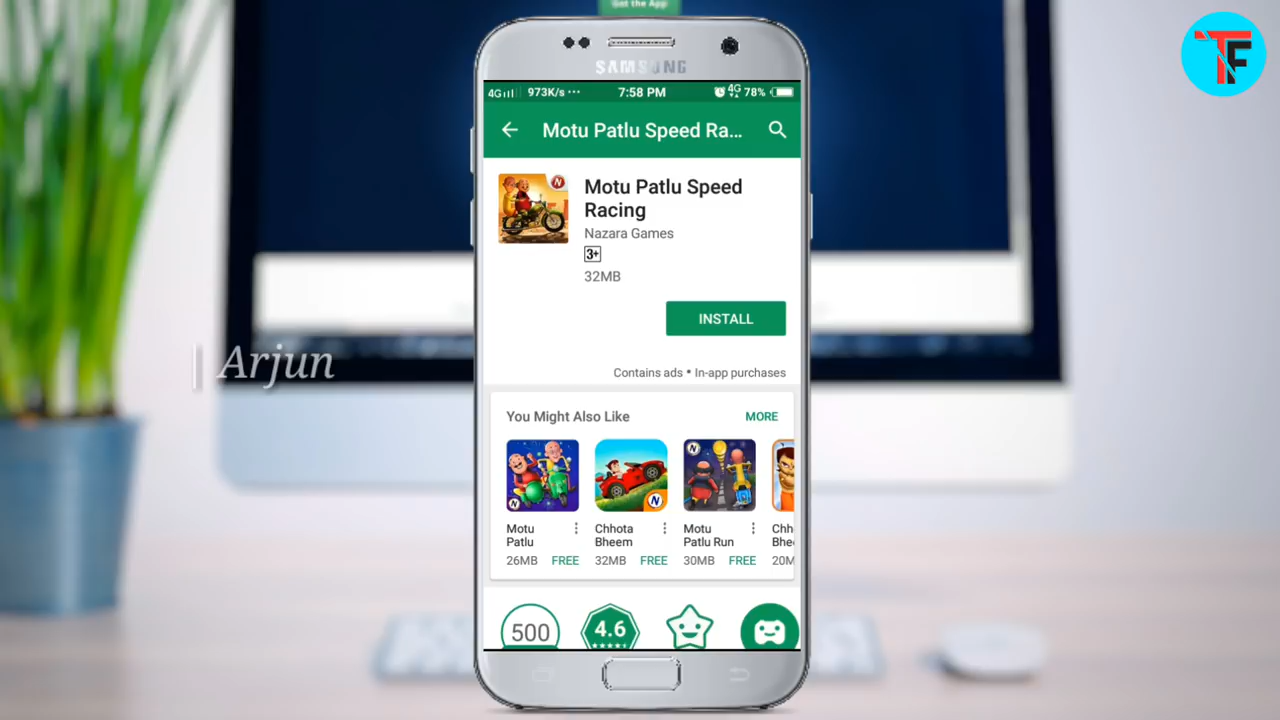 Got the App
SAMSUNG
4G 973K/s ··· 7:58 PM 4G 78%
Motu Patlu Speed Ra...
Motu Patlu Speed
Racing
N
Nazara Games
3+
32MB
INSTALL
Contains ads • In-app purchases
Arjun
You Might Also Like MORE
N
N
N
Motu
Patlu
26MB FREE
Chhota
Bheem
32MB FREE
Motu
Patlu Run
30MB FREE
Chh
Bhe
20M
500
4.6
TF